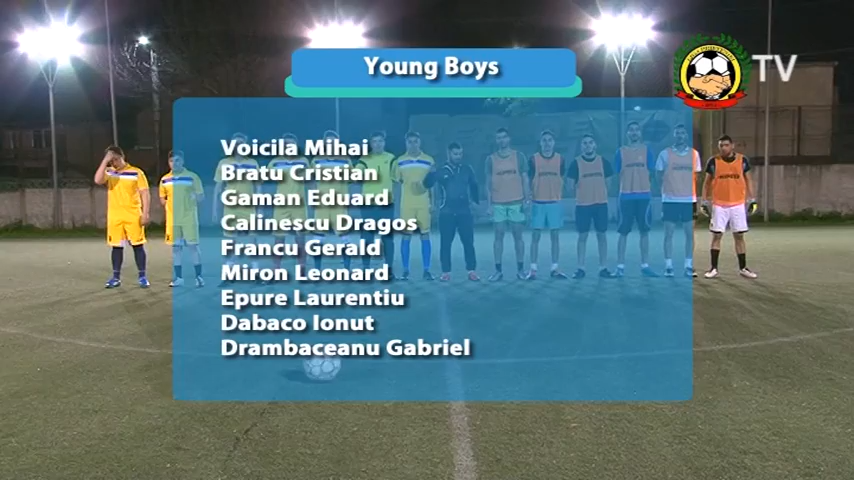 Young Boys
TV
Voicila Mihai
Bratu Cristian
Gaman Eduard
Calinescu Dragos
Francu Gerald
Miron Leonard
Epure Laurentiu
Dabaco Ionut
Drambaceanu Gabriel